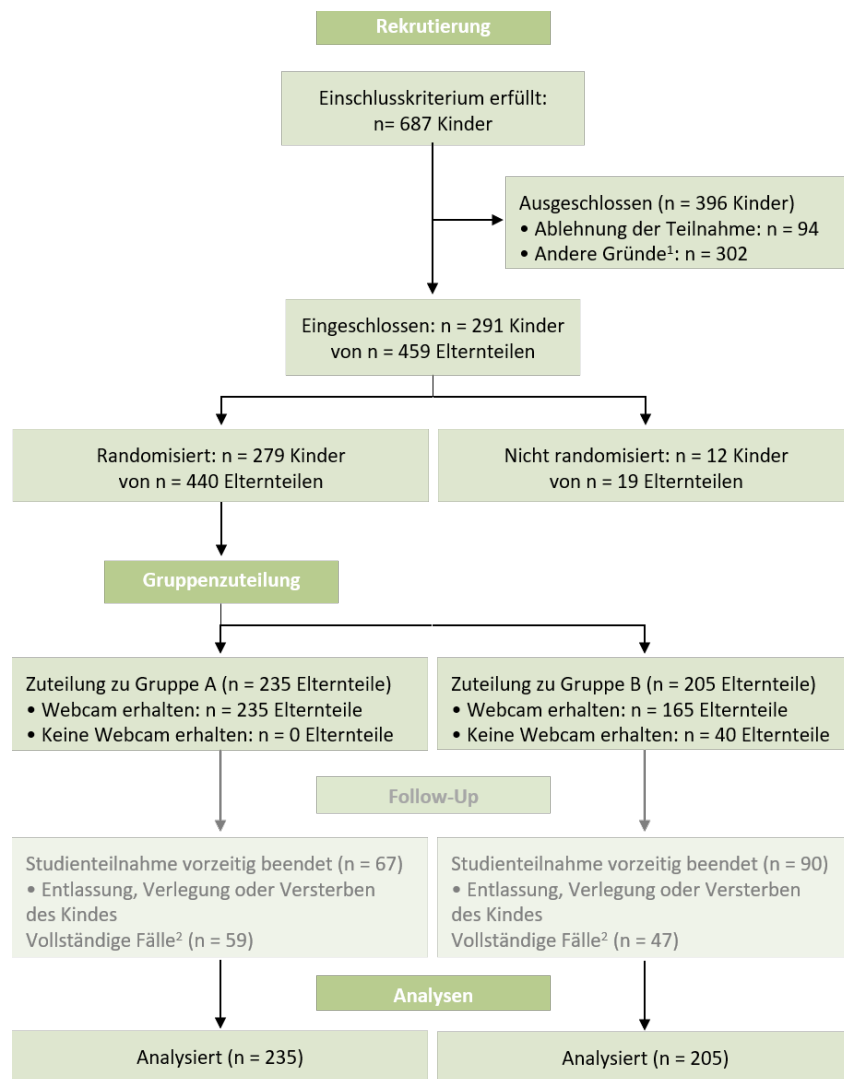 Rekrutierung
Einschlusskriterium erfüllt:
n= 687 Kinder
Ausgeschlossen (n = 396 Kinder)
• Ablehnung der Teilnahme: n = 94
• Andere Gründe¹: n = 302
Eingeschlossen: n = 291 Kinder
von n = 459 Elternteilen
Randomisiert: n = 279 Kinder
von n = 440 Elternteilen
Nicht randomisiert: n = 12 Kinder
von n = 19 Elternteilen
Gruppenzuteilung
Zuteilung zu Gruppe A (n = 235 Elternteile)
• Webcam erhalten: n = 235 Elternteile
• Keine Webcam erhalten: n = 0 Elternteile
Zuteilung zu Gruppe B (n = 205 Elternteile)
• Webcam erhalten: n = 165 Elternteile
• Keine Webcam erhalten: n = 40 Elternteile
Follow-Up
Studienteilnahme vorzeitig beendet (n = 67)
• Entlassung, Verlegung oder Versterben
des Kindes
Vollständige Fälle² (n = 59)
Studienteilnahme vorzeitig beendet (n = 90)
• Entlassung, Verlegung oder Versterben
des Kindes
Vollständige Fälle² (n = 47)
Analysen
Analysiert (n = 235)
Analysiert (n = 205)